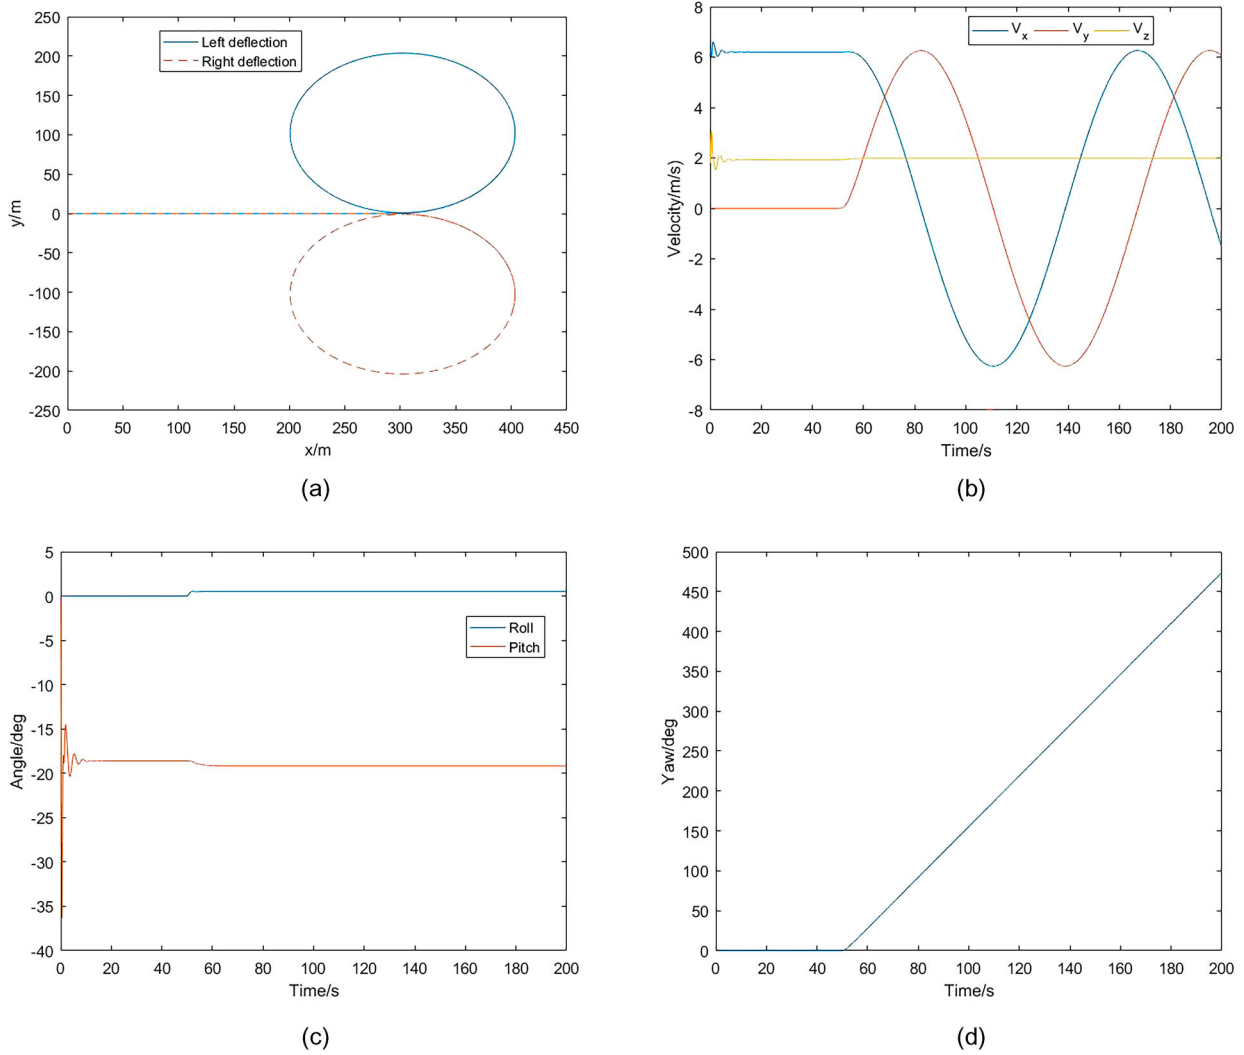 250
200
150
100
50
0
-50
-100
-150
-200
-250
y/m
Left deflection
Right deflection
0 50 100 150 200 250 300 350 400 450
x/m
(a)
8
6
4
2
0
-2
-4
-6
-8
Velocity/(m/s)
Vx Vy Vz
0 20 40 60 80 100 120 140 160 180 200
Time/s
(b)
5
0
-5
-10
-15
-20
-25
-30
-35
-40
Angle/deg
Roll
Pitch
0 20 40 60 80 100 120 140 160 180 200
Time/s
(c)
500
450
400
350
300
250
200
150
100
50
0
Yaw/deg
0 20 40 60 80 100 120 140 160 180 200
Time/s
(d)